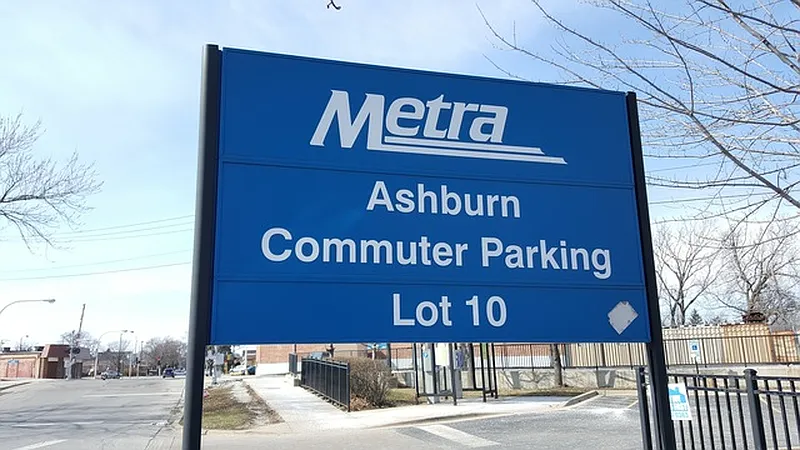 Metra
Ashburn
Commuter Parking
Lot 10